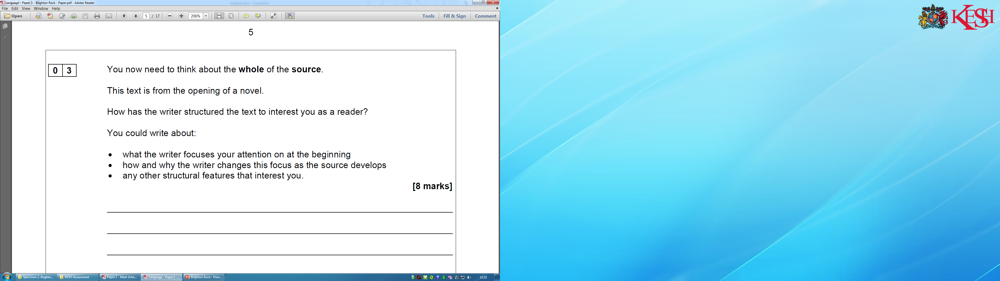 Language - Paper 1 - Brighton Rock - Paper.pdf - Adobe Reader
File Edit View Window Help
Open 5 / 17 206% Tools Fill & Sign Comment
KESH
5
0 3 You now need to think about the whole of the source.
This text is from the opening of a novel.
How has the writer structured the text to interest you as a reader?
You could write about:
• what the writer focuses your attention on at the beginning
• how and why the writer changes this focus as the source develops
• any other structural features that interest you.
[8 marks]
Specimen 2. Brighto... KESH Assessment Paper 1 - Mark Sche... Language - Paper 1 -... Brighton Rock - Pow... 12:32